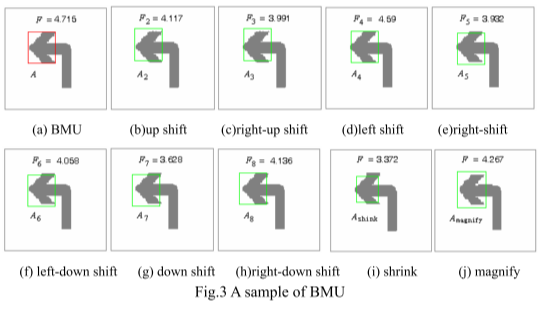 F = 4.715 F2 = 4.117 F3 = 3.991 F4 = 4.59 F5 = 3.932
A A2 A3 A4 A5
(a) BMU (b)up shift (c)right-up shift (d)left shift (e)right-shift
F6 = 4.058 F7 = 3.628 F8 = 4.136 F = 3.372 F = 4.267
A6 A7 A8 Ashink Amagnify
(f) left-down shift (g) down shift (h)right-down shift (i) shrink (j) magnify
Fig.3 A sample of BMU